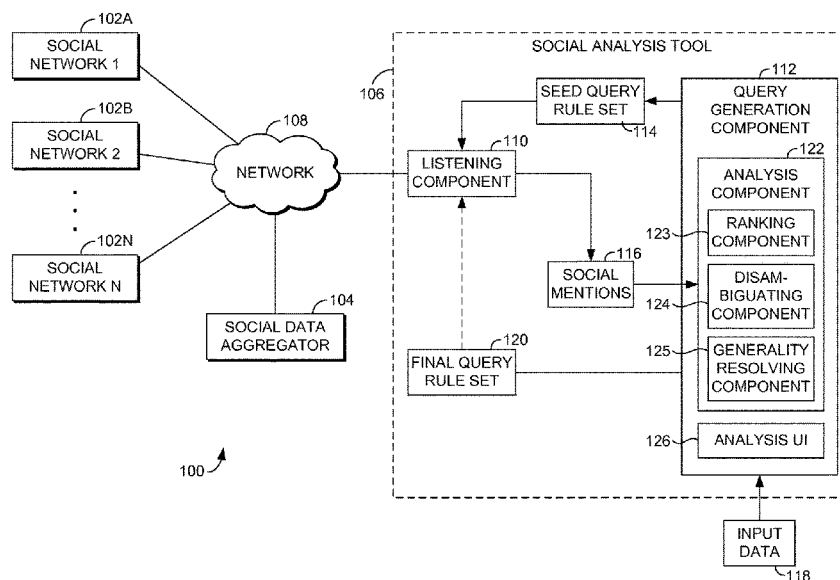 102A
SOCIAL
NETWORK 1
102B
SOCIAL
NETWORK 2
102N
SOCIAL
NETWORK N
108
NETWORK
104
SOCIAL DATA
AGGREGATOR
100
SOCIAL ANALYSIS TOOL
106
SEED QUERY
RULE SET
114
110
LISTENING
COMPONENT
116
SOCIAL
MENTIONS
120
FINAL QUERY
RULE SET
112
QUERY
GENERATION
COMPONENT
122
ANALYSIS
COMPONENT
123
RANKING
COMPONENT
124
DISAM-
BIGUATING
COMPONENT
125
GENERALITY
RESOLVING
COMPONENT
126
ANALYSIS UI
INPUT
DATA
118